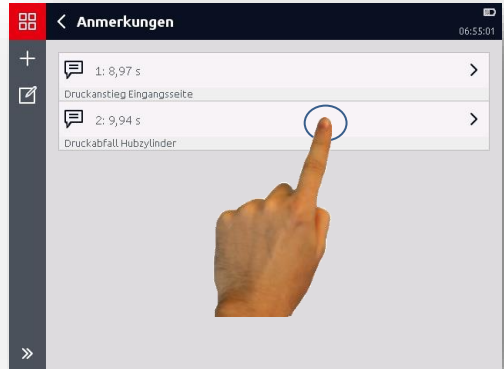 Anmerkungen
06:55:01
1: 8,97 s
Druckanstieg Eingangsseite
2: 9,94 s
Druckabfall Hubzylinder